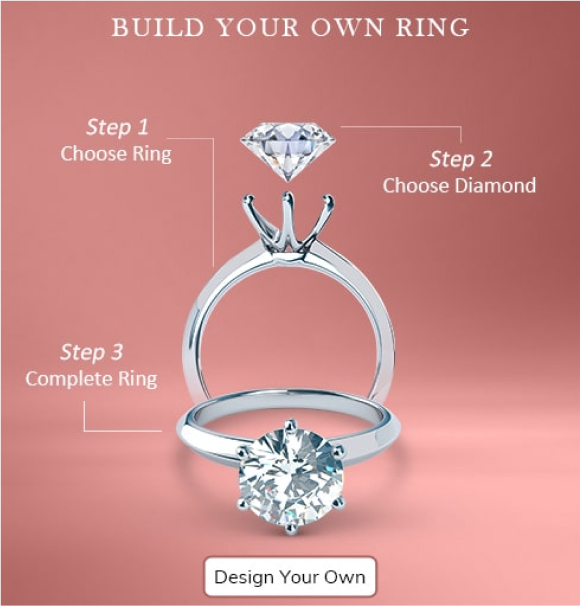 BUILD YOUR OWN RING
Step 1
Choose Ring
Step 2
Choose Diamond
Step 3
Complete Ring
Design Your Own